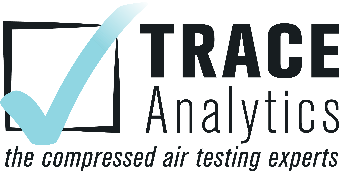 TRACE
Analytics
the compressed air testing experts